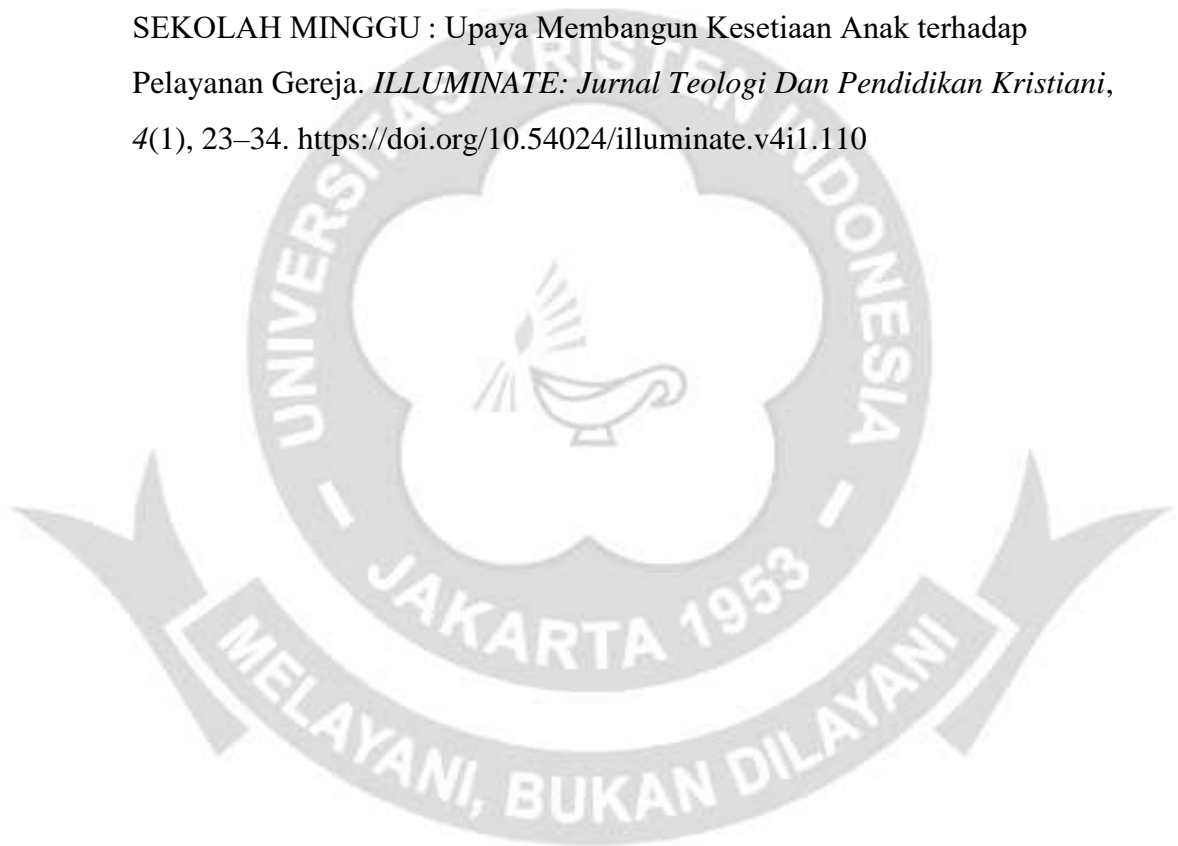 SEKOLAH MINGGU : Upaya Membangun Kesetiaan Anak terhadap
Pelayanan Gereja. ILLUMINATE: Jurnal Teologi Dan Pendidikan Kristiani,
4(1), 23–34. https://doi.org/10.54024/illuminate.v4i1.110
UNIVERSITAS KRISTEN INDONESIA
- JAKARTA 1953 -
MELAYANI, BUKAN DILAYANI